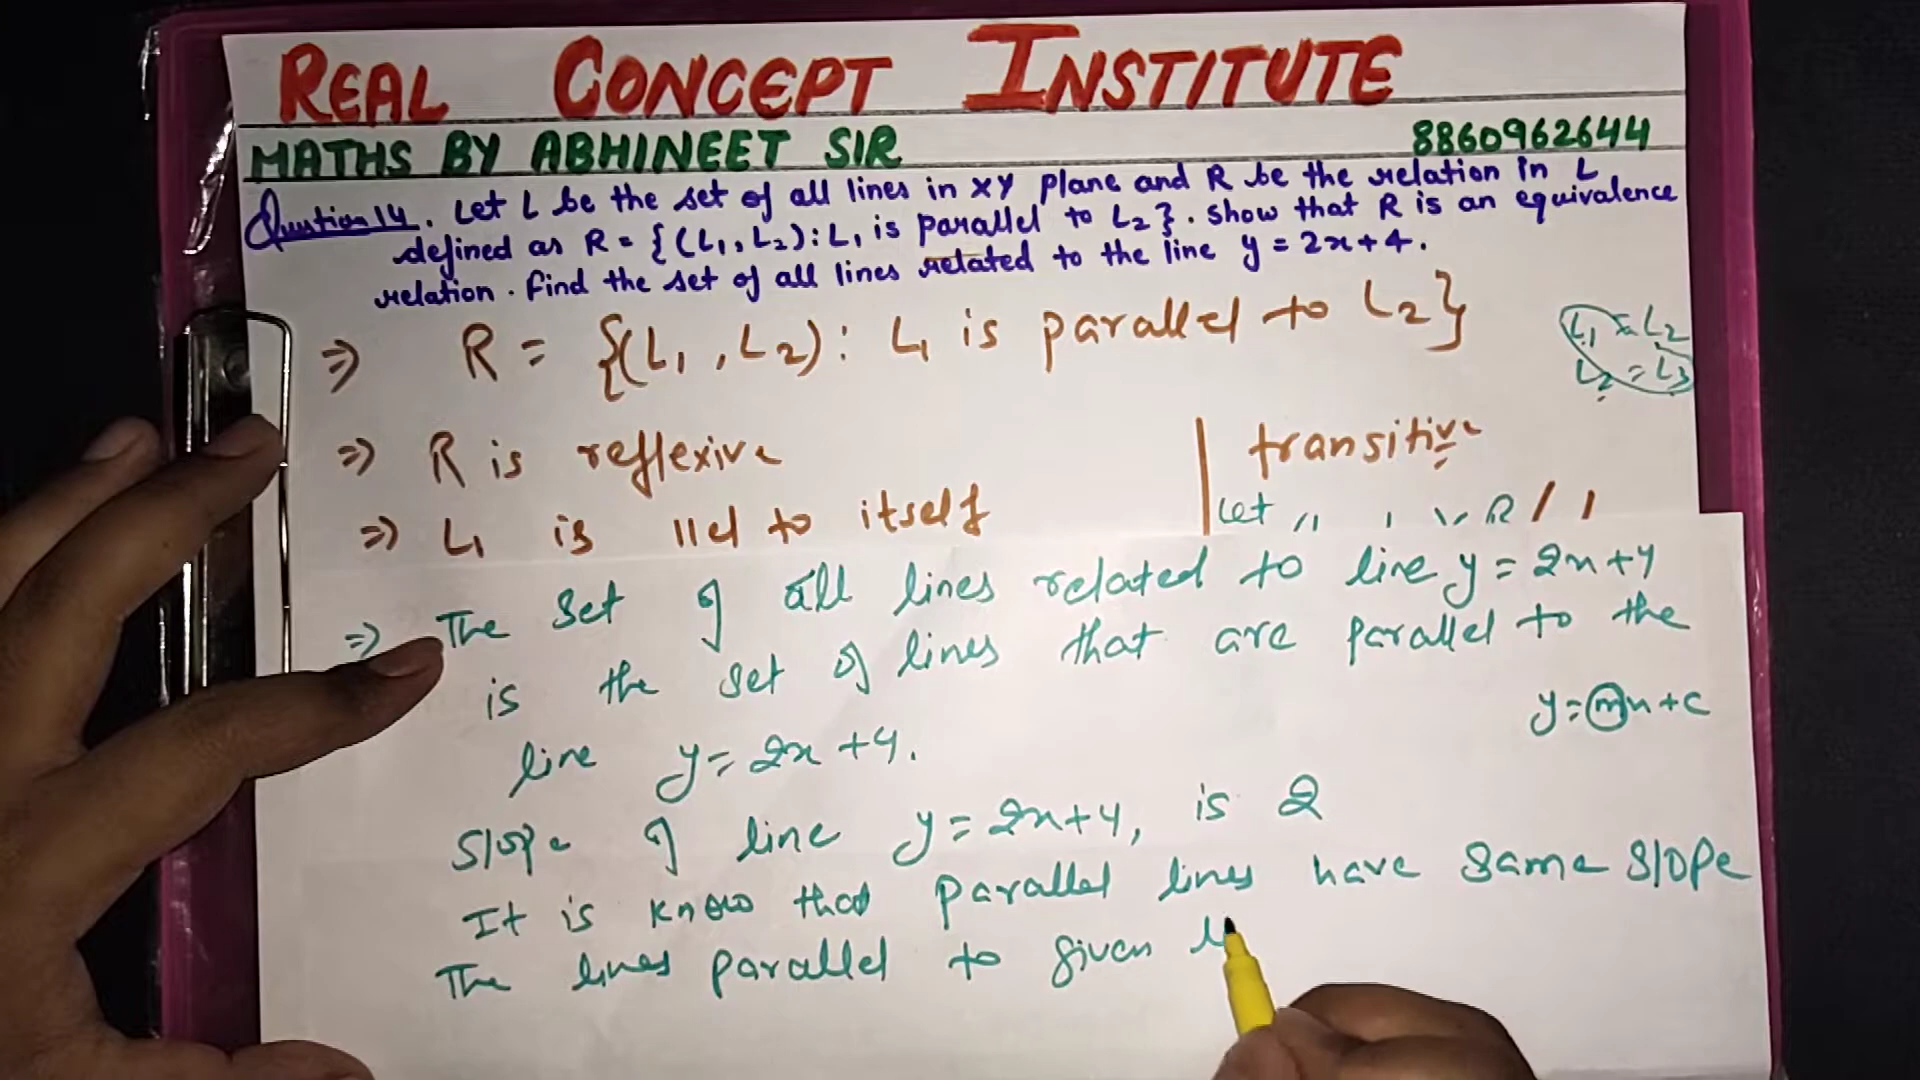 REAL CONCEPT INSTITUTE
MATHS BY ABHINEET SIR 8860962644
Question 14. Let L be the set of all lines in XY plane and R be the relation in L
defined as R = {(L₁, L₂): L₁ is parallel to L₂}. Show that R is an equivalence
relation. find the set of all lines related to the line y = 2x+4.
⇒ R = {(L₁, L₂): L₁ is parallel to L₂}
L₁ = L₂
L₂ = L₃
⇒ R is reflexive
⇒ L₁ is ||el to itself
transitive
Let
⇒ The Set of all lines related to line y = 2x+4
is the set of lines that are parallel to the
line y = 2x+4.
y = mx+c
Slope of line y = 2x+4, is 2
It is know that parallel lines have same slope
The lines parallel to given